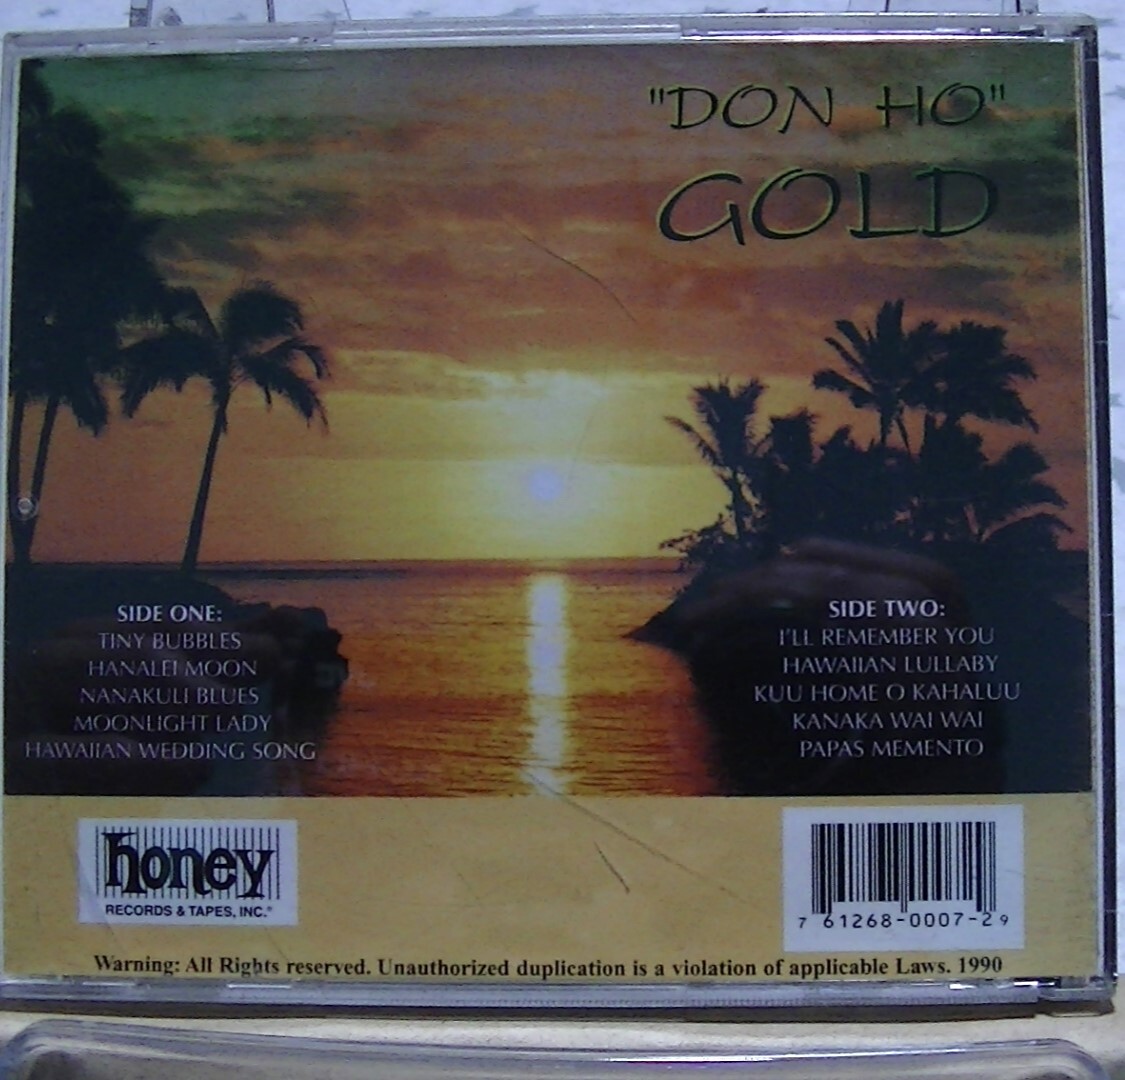 "DON HO"
GOLD
SIDE ONE:
TINY BUBBLES
HANALEI MOON
NANAKULI BLUES
MOONLIGHT LADY
HAWAIIAN WEDDING SONG
SIDE TWO:
I'LL REMEMBER YOU
HAWAIIAN LULLABY
KUU HOME O KAHALUU
KANAKA WAI WAI
PAPAS MEMENTO
honey
RECORDS & TAPES, INC.®
7 61268-0007-2 9
Warning: All Rights reserved. Unauthorized duplication is a violation of applicable Laws. 1990